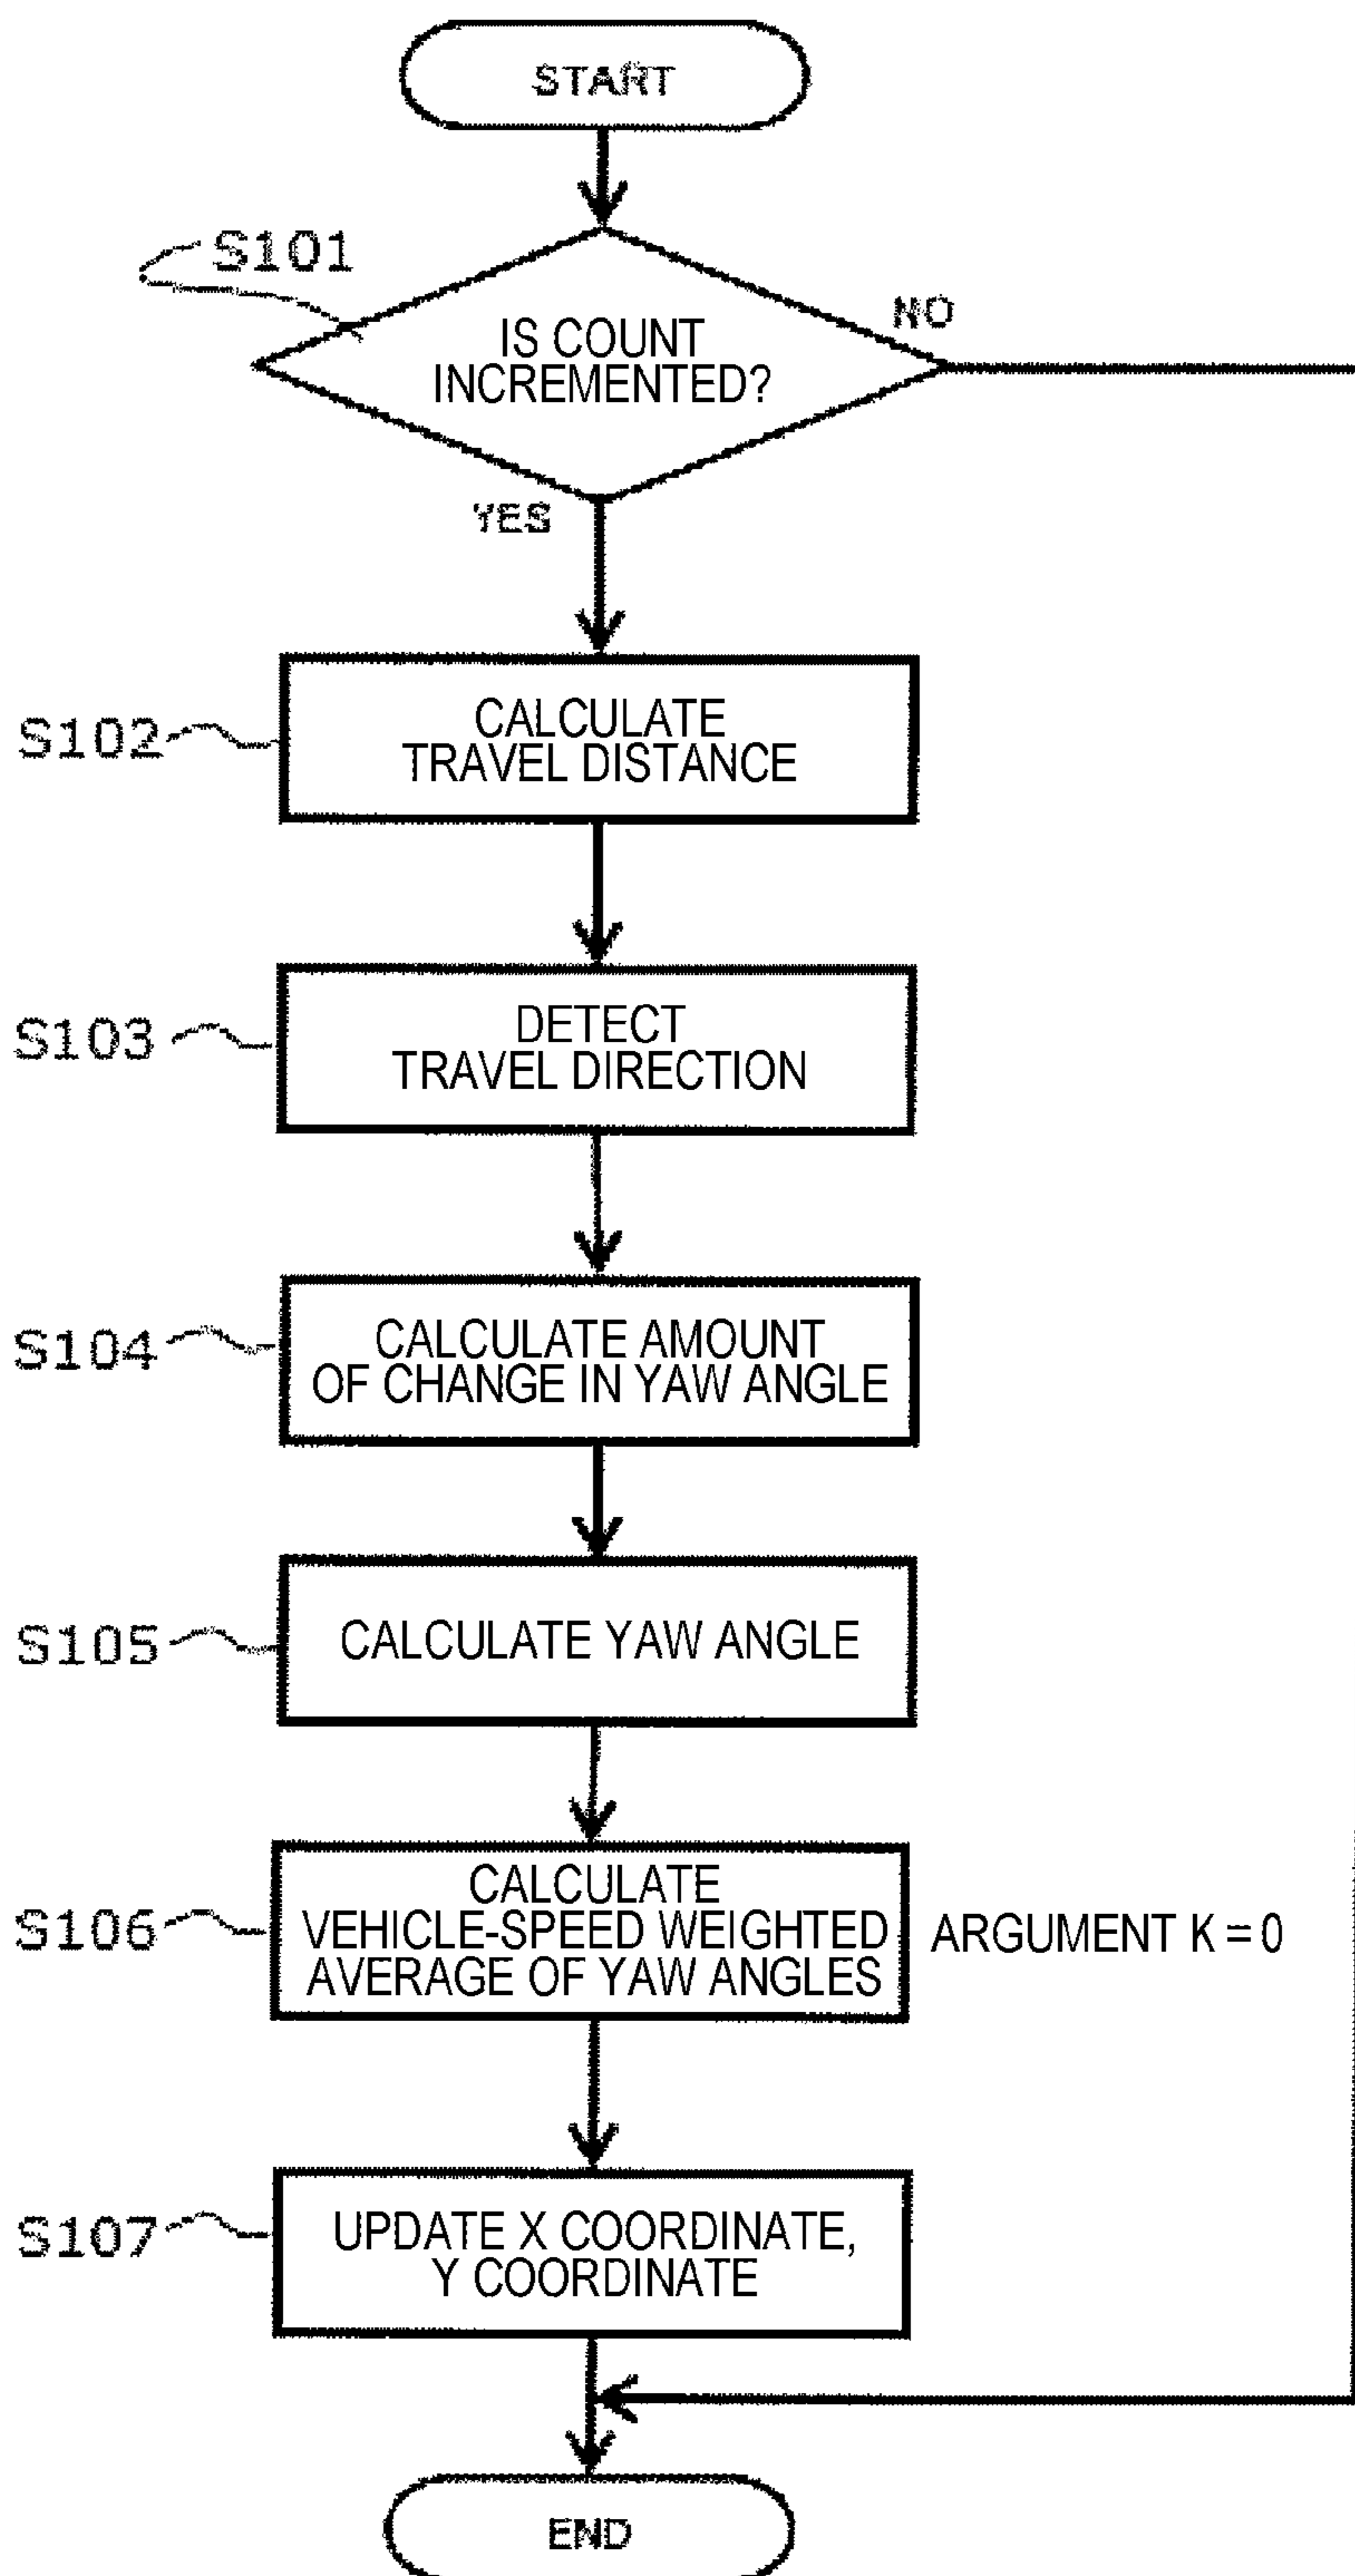 START
S101
IS COUNT
INCREMENTED?
NO
YES
S102
CALCULATE
TRAVEL DISTANCE
S103
DETECT
TRAVEL DIRECTION
S104
CALCULATE AMOUNT
OF CHANGE IN YAW ANGLE
S105
CALCULATE YAW ANGLE
S106
CALCULATE
VEHICLE-SPEED WEIGHTED
AVERAGE OF YAW ANGLES
ARGUMENT K = 0
S107
UPDATE X COORDINATE,
Y COORDINATE
END